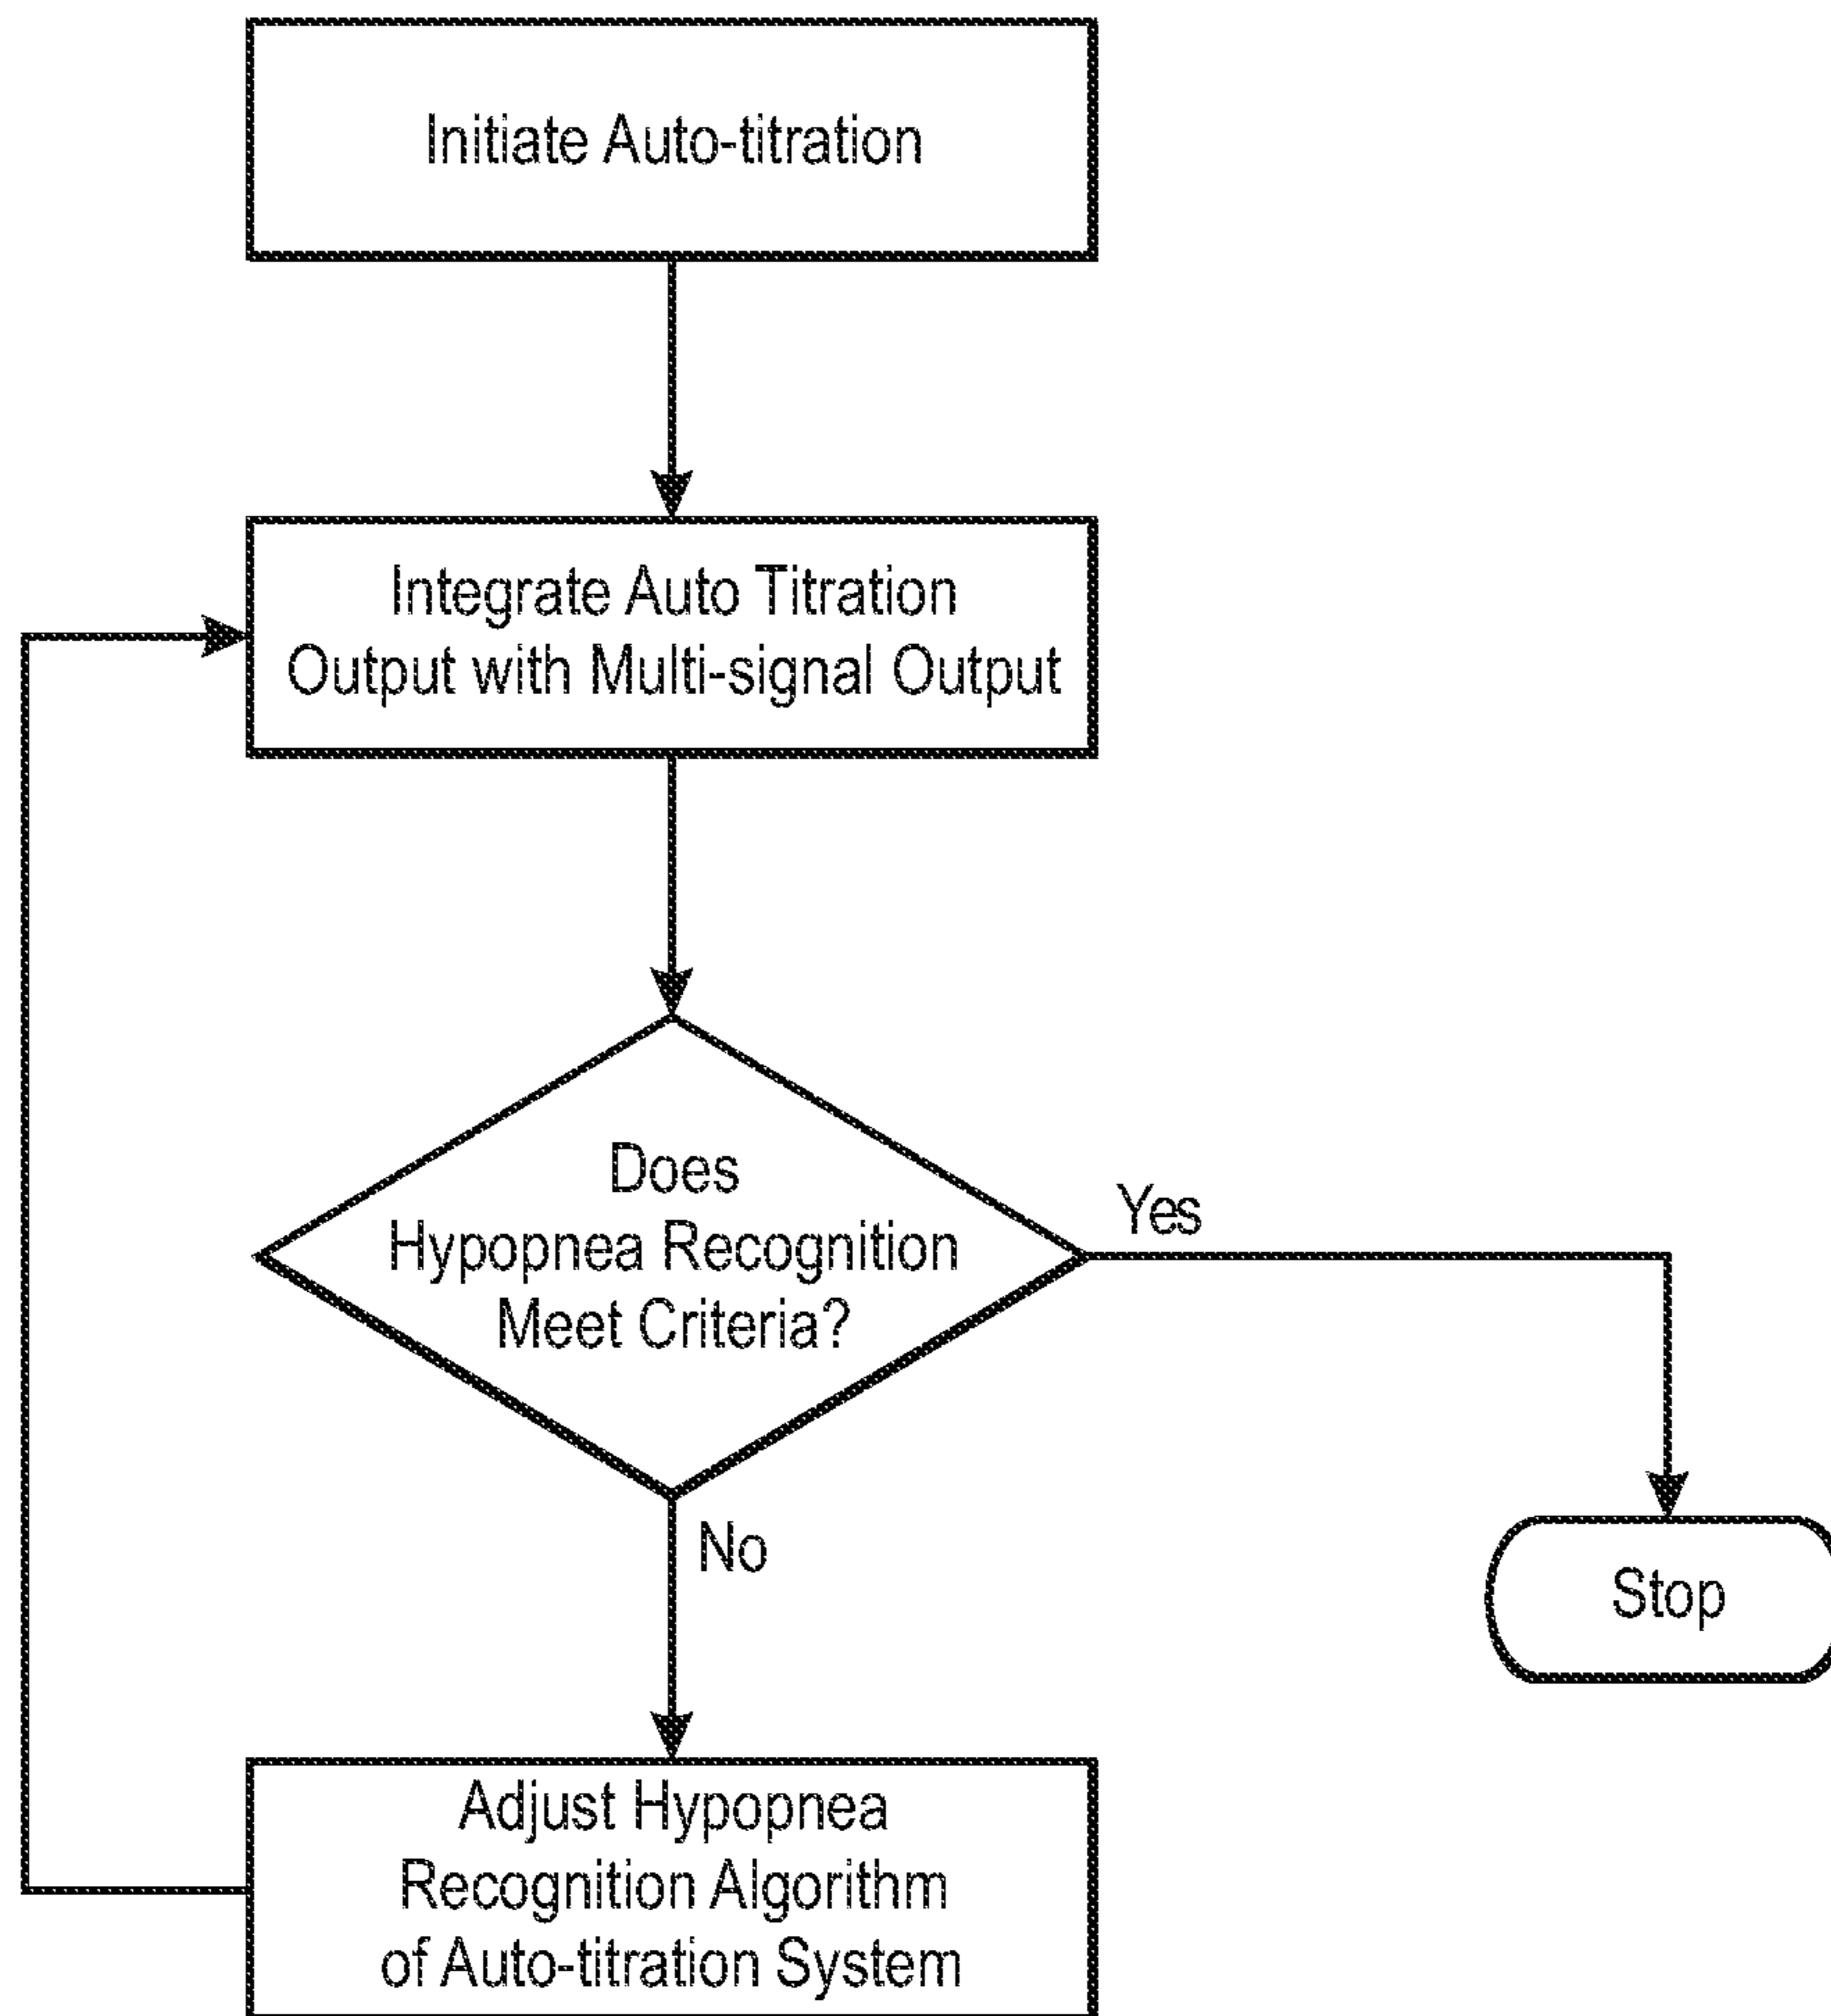 Initiate Auto-titration
Integrate Auto Titration
Output with Multi-signal Output
Does
Hypopnea Recognition
Meet Criteria?
Yes
No
Stop
Adjust Hypopnea
Recognition Algorithm
of Auto-titration System